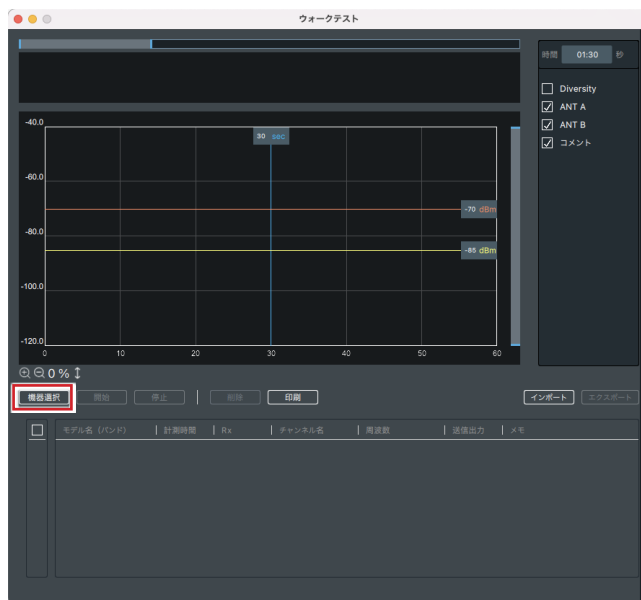 ウォークテスト
時間 01:30 秒
Diversity
ANT A
ANT B
コメント
-40.0
30 sec
-60.0
-70 dBm
-80.0
-85 dBm
-100.0
-120.0
0 10 20 30 40 50 60
0 %
機器選択 開始 停止 削除 印刷 インポート エクスポート
モデル名 (バンド) 計測時間 Rx チャンネル名 周波数 送信出力 メモ